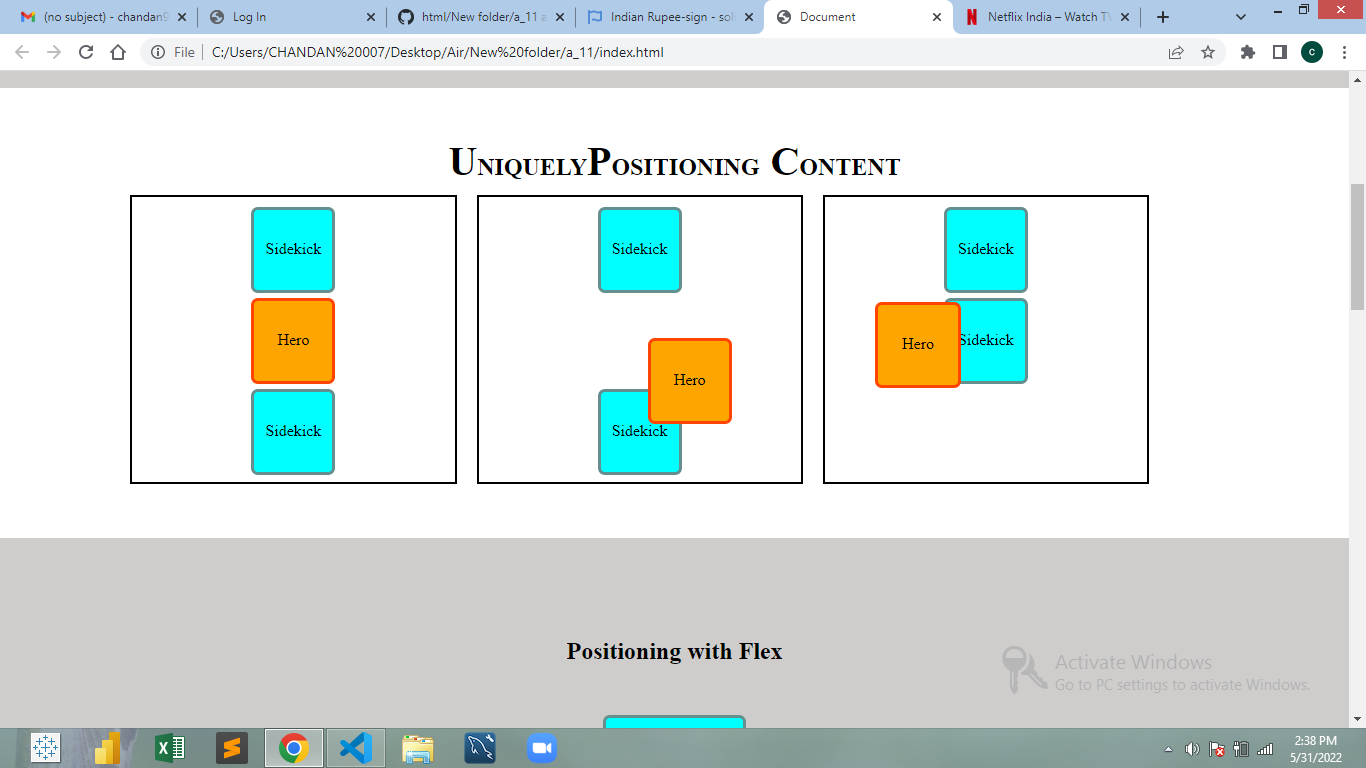 (no subject) - chandan9
Log In
html/New folder/a_11 a
Indian Rupee-sign - soli
Document
Netflix India – Watch TV
File
C:/Users/CHANDAN%20007/Desktop/Air/New%20folder/a_11/index.html
C
UniquelyPositioning Content
Sidekick
Hero
Sidekick
Sidekick
Hero
Sidekick
Sidekick
Hero
Sidekick
Positioning with Flex
Activate Windows
Go to PC settings to activate Windows.
2:38 PM
5/31/2022